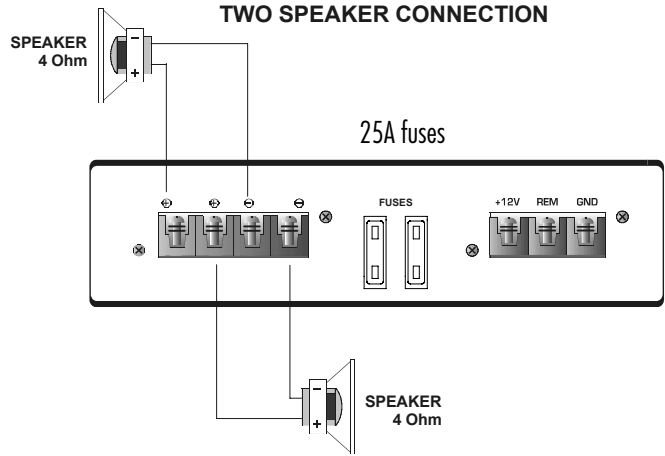 TWO SPEAKER CONNECTION
SPEAKER
4 Ohm
−
+
25A fuses
FUSES
+12V REM GND
−
+
SPEAKER
4 Ohm